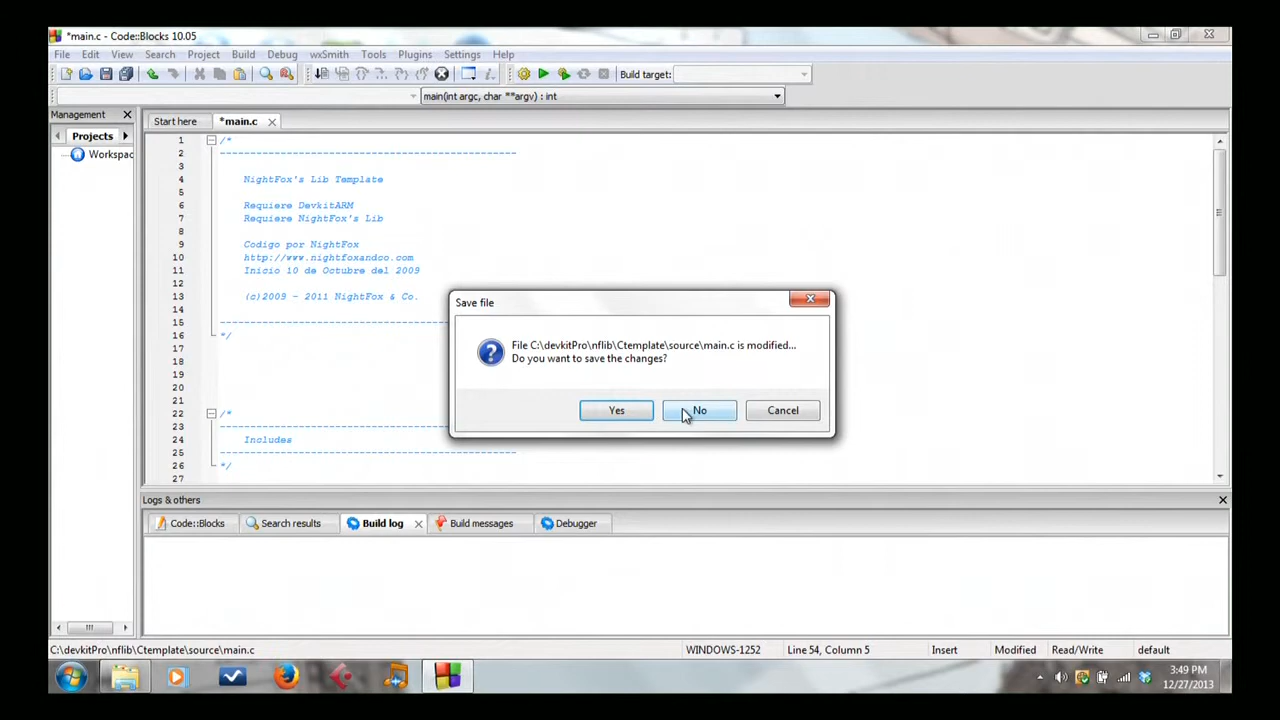 *main.c - Code::Blocks 10.05
File Edit View Search Project Build Debug wxSmith Tools Plugins Settings Help
Build target:
main(int argc, char **argv) : int
Management
Projects
Workspac
Start here
*main.c
1 /*
2 -----------------------------------------------
3
4 NightFox's Lib Template
5
6 Requiere DevkitARM
7 Requiere NightFox's Lib
8
9 Codigo por NightFox
10 http://www.nightfoxandco.com
11 Inicio 10 de Octubre del 2009
12
13 (c)2009 - 2011 NightFox & Co.
14
15 -----------------------------------------------
16 */
17
18
19
20
21
22 /*
23 -----------------------------------------------
24 Includes
25 -----------------------------------------------
26 */
27
Save file
File C:\devkitPro\nflib\Ctemplate\source\main.c is modified...
Do you want to save the changes?
Yes No Cancel
Logs & others
Code::Blocks Search results Build log Build messages Debugger
C:\devkitPro\nflib\Ctemplate\source\main.c WINDOWS-1252 Line 54, Column 5 Insert Modified Read/Write default
3:49 PM
12/27/2013